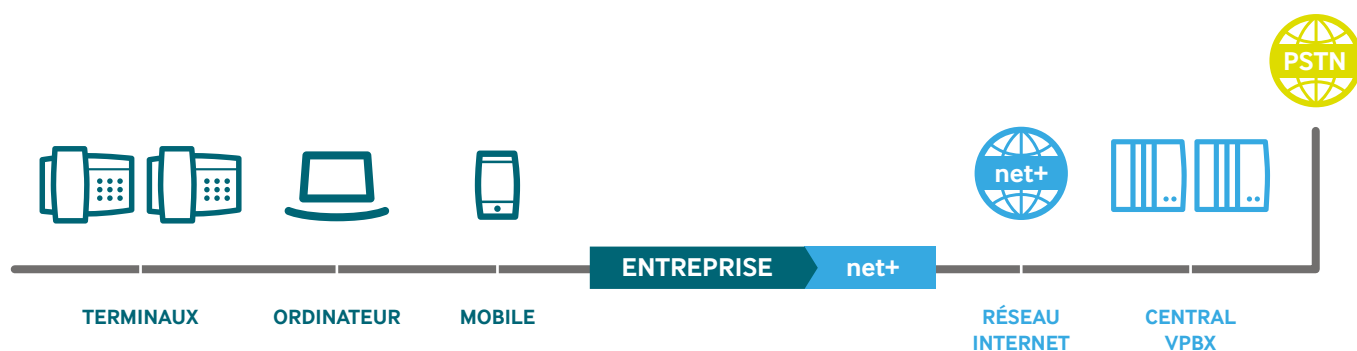 PSTN
net+
ENTREPRISE net+
TERMINAUX ORDINATEUR MOBILE RÉSEAU INTERNET CENTRAL VPBX